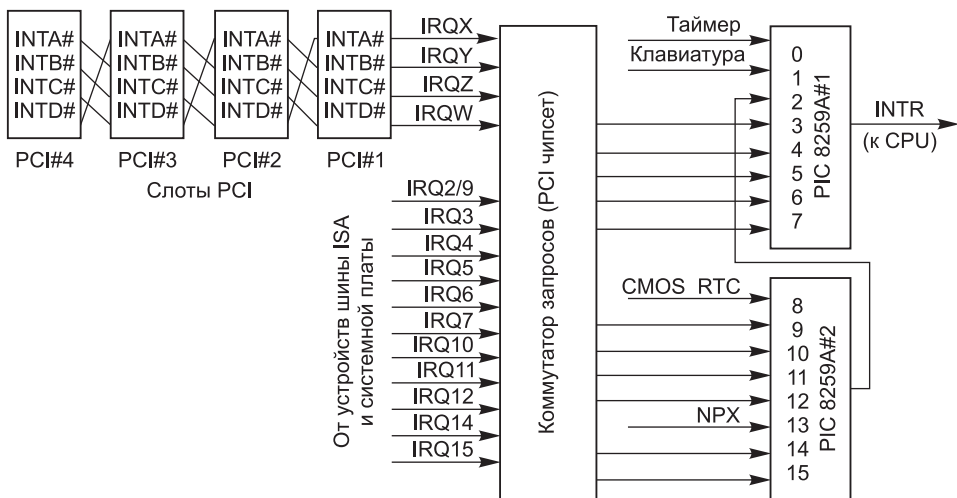 INTA#
INTB#
INTC#
INTD#
PCI#4
INTA#
INTB#
INTC#
INTD#
PCI#3
INTA#
INTB#
INTC#
INTD#
PCI#2
INTA#
INTB#
INTC#
INTD#
PCI#1
Слоты PCI
IRQX
IRQY
IRQZ
IRQW
От устройств шины ISA
и системной платы
IRQ2/9
IRQ3
IRQ4
IRQ5
IRQ6
IRQ7
IRQ10
IRQ11
IRQ12
IRQ14
IRQ15
Коммутатор запросов (PCI чипсет)
Таймер
Клавиатура
0
1
2
3
4
5
6
7
PIC 8259A#1
INTR
(к CPU)
CMOS RTC
NPX
8
9
10
11
12
13
14
15
PIC 8259A#2